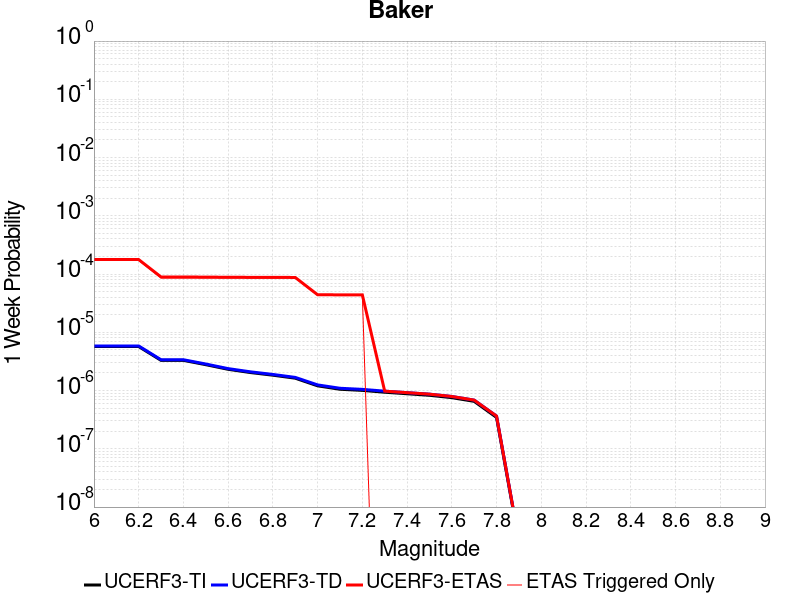 Baker
10^0
10^-1
10^-2
10^-3
10^-4
10^-5
10^-6
10^-7
10^-8
1 Week Probability
6 6.2 6.4 6.6 6.8 7 7.2 7.4 7.6 7.8 8 8.2 8.4 8.6 8.8 9
Magnitude
UCERF3-TI UCERF3-TD UCERF3-ETAS ETAS Triggered Only